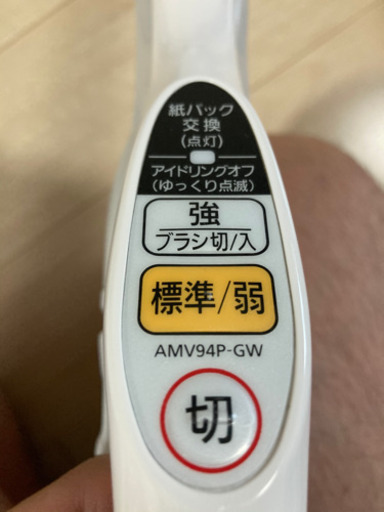 紙パック
交換
(点灯)
アイドリングオフ
(ゆっくり点滅)
強
ブラシ切/入
標準/弱
AMV94P-GW
切